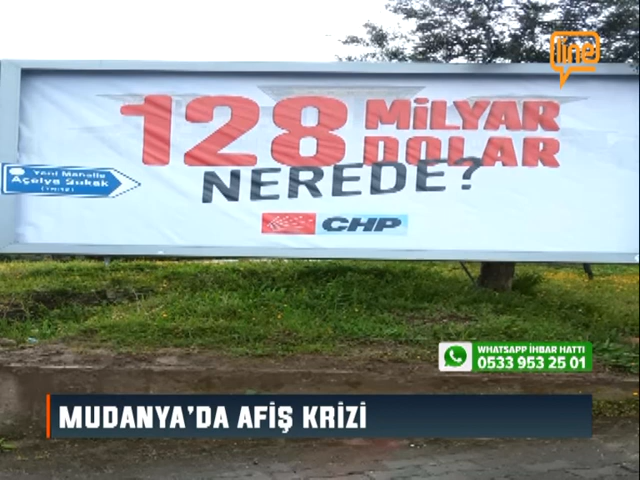 line
128 MİLYAR
DOLAR
NEREDE?
Yeni Mahalle
Açelya Sokak
CHP
WHATSAPP İHBAR HATTI
0533 953 25 01
MUDANYA'DA AFİŞ KRİZİ